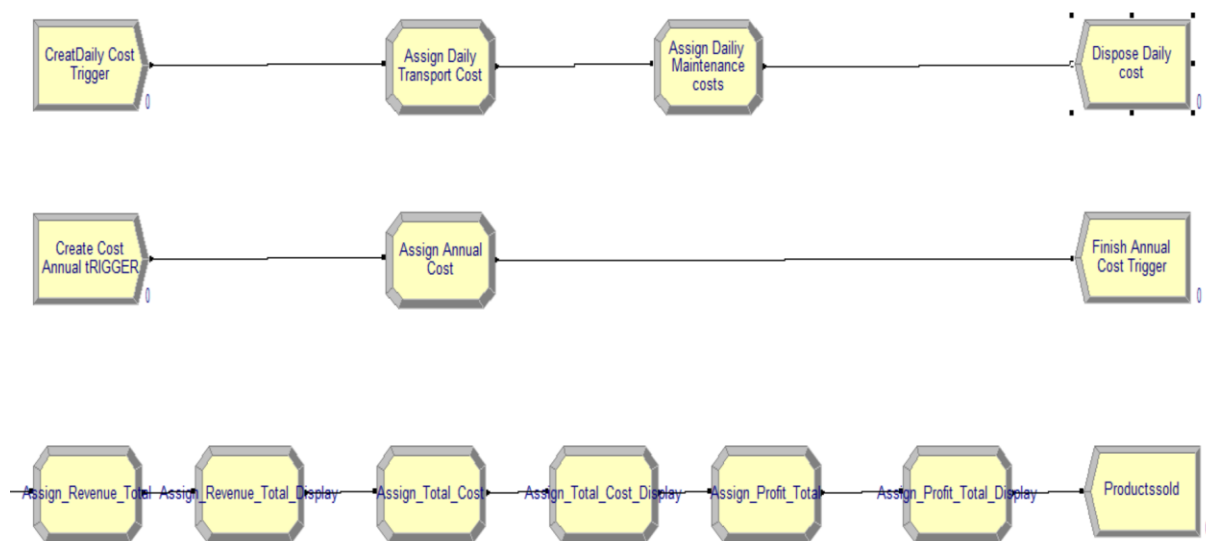 CreatDaily Cost
Trigger
0
Assign Daily
Transport Cost
Assign Dailiy
Maintenance
costs
Dispose Daily
cost
0
Create Cost
Annual tRIGGER
0
Assign Annual
Cost
Finish Annual
Cost Trigger
0
Assign_Revenue_Total
Assign_Revenue_Total_Display
Assign_Total_Cost
Assign_Total_Cost_Display
Assign_Profit_Total
Assign_Profit_Total_Display
Productssold